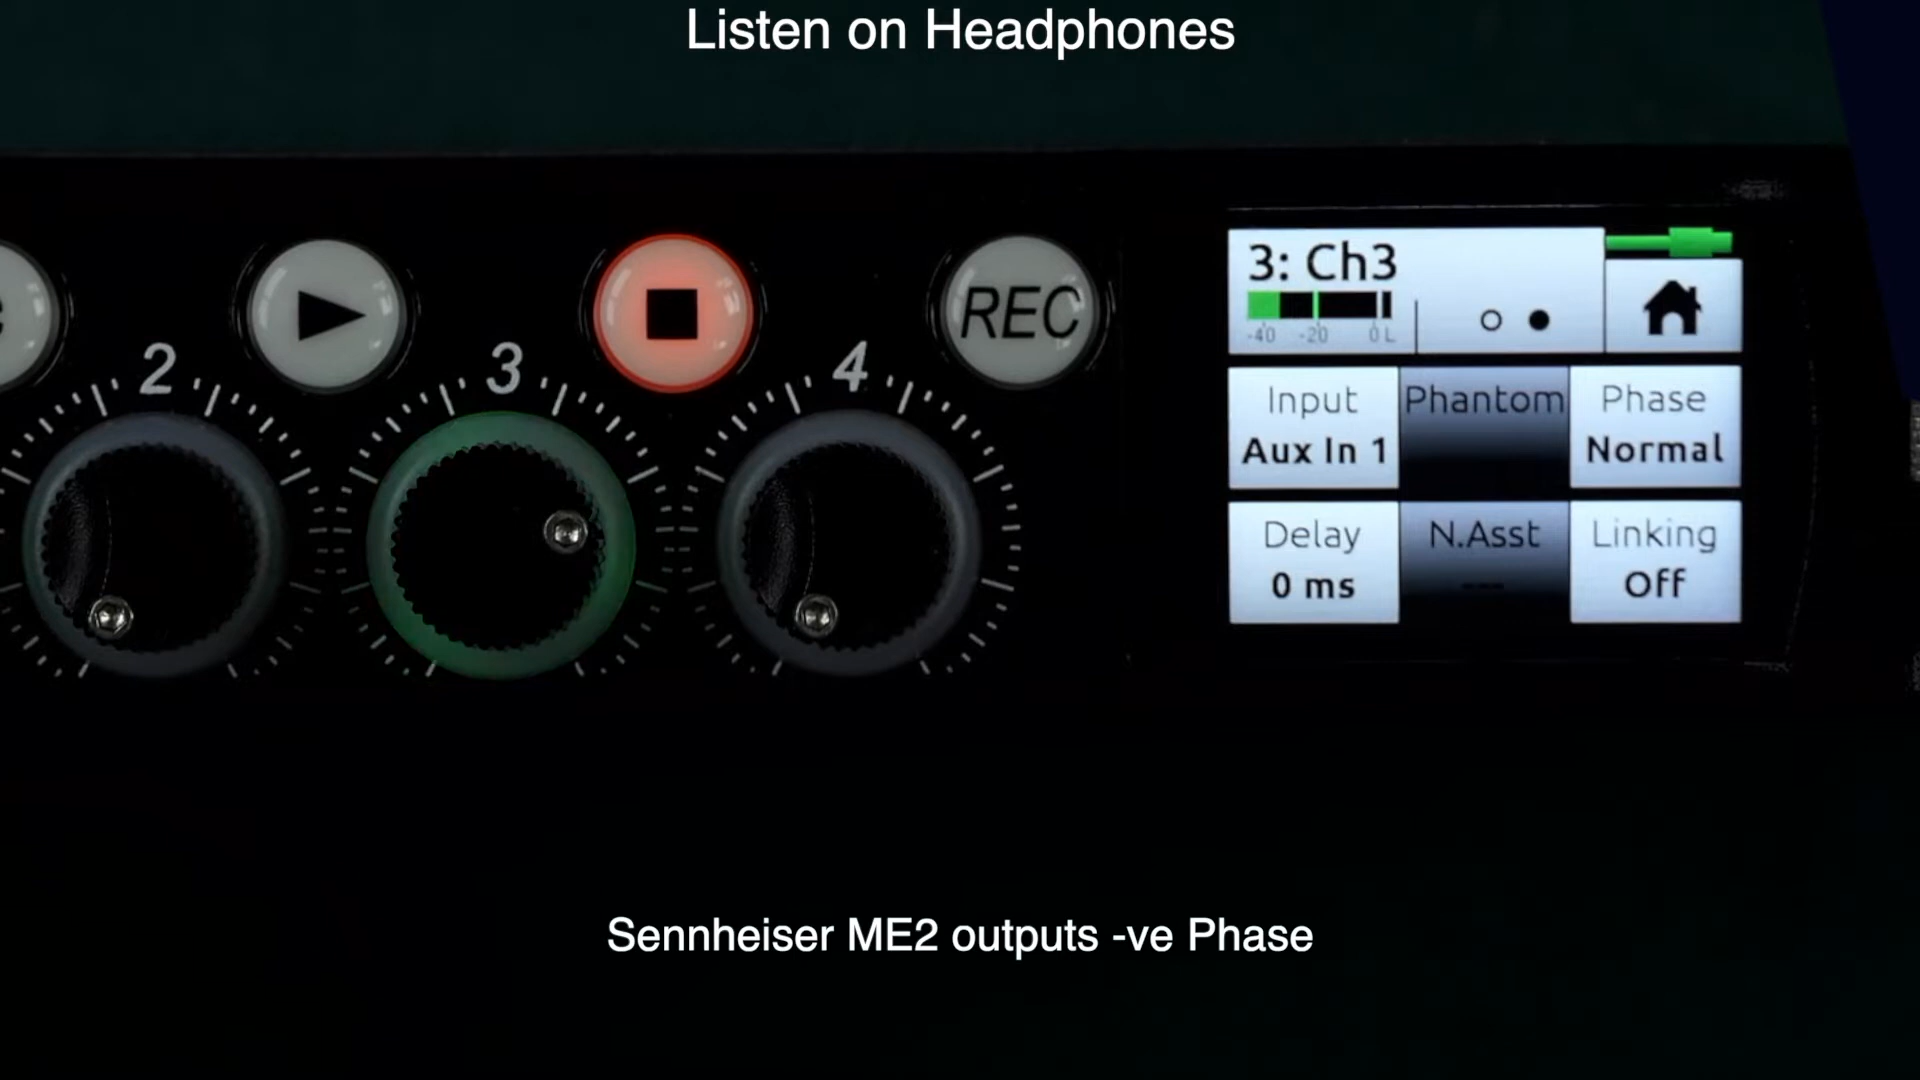 Listen on Headphones
REC
2
3
4
3: Ch3
-40 -20 0 L
Input
Aux In 1
Phantom
Phase
Normal
Delay
0 ms
N.Asst
---
Linking
Off
Sennheiser ME2 outputs -ve Phase